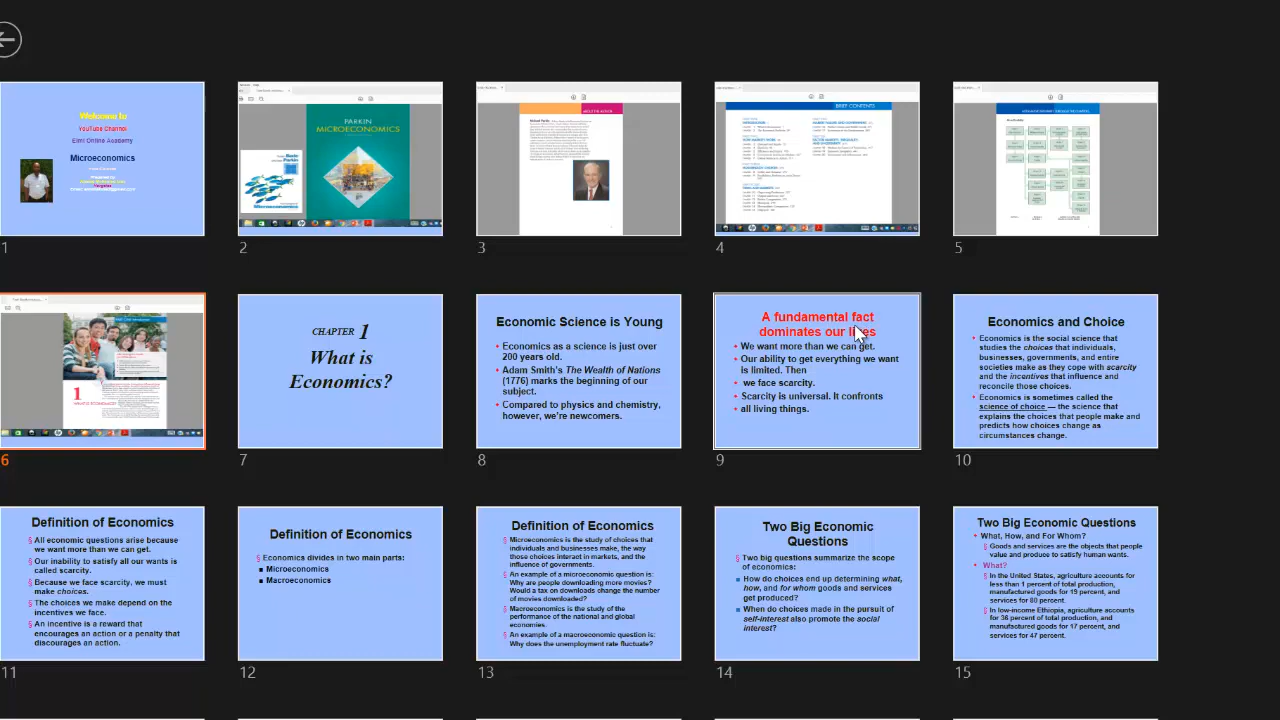 Welcome to
YouTube Channel
Microeconomics
1
PARKIN
MICROECONOMICS
2
ABOUT THE AUTHOR
3
BRIEF CONTENTS
4
5
1
6
CHAPTER 1
What is
Economics?
7
Economic Science is Young
Economics as a science is just over
200 years old.
Adam Smith's The Wealth of Nations
(1776) marks the beginning of our
subject.
Compared to physics and chemistry,
however, we're newcomers.
8
A fundamental fact
dominates our
We want more than we can get.
Our ability to get everything we want
is limited. Then
we face scarcity.
Scarcity is universal. It confronts
all living things.
9
Economics and Choice
Economics is the social science that
studies the choices that individuals,
businesses, governments, and entire
societies make as they cope with scarcity
and the incentives that influence and
reconcile those choices.
Economics is sometimes called the
science of choice — the science that
explains the choices that people make and
predicts how choices change as
circumstances change.
10
Definition of Economics
§ All economic questions arise because
we want more than we can get.
§ Our inability to satisfy all our wants is
called scarcity.
§ Because we face scarcity, we must
make choices.
§ The choices we make depend on the
incentives we face.
§ An incentive is a reward that
encourages an action or a penalty that
discourages an action.
11
Definition of Economics
§ Economics divides in two main parts:
Microeconomics
Macroeconomics
12
Definition of Economics
§ Microeconomics is the study of choices that
individuals and businesses make, the way
those choices interact in markets, and the
influence of governments.
§ An example of a microeconomic question is:
Why are people downloading more movies?
Would a tax on downloads change the number
of movies downloaded?
§ Macroeconomics is the study of the
performance of the national and global
economies.
§ An example of a macroeconomic question is:
Why does the unemployment rate fluctuate?
13
Two Big Economic
Questions
§ Two big questions summarize the scope
of economics:
How do choices end up determining what,
how, and for whom goods and services
get produced?
When do choices made in the pursuit of
self-interest also promote the social
interest?
14
Two Big Economic Questions
What, How, and For Whom?
§ Goods and services are the objects that people
value and produce to satisfy human wants.
What?
§ In the United States, agriculture accounts for
less than 1 percent of total production,
manufactured goods for 19 percent, and
services for 80 percent.
§ In low-income Ethiopia, agriculture
accounts for 36 percent of total production, and
manufactured goods for 17 percent, and
services for 47 percent.
15